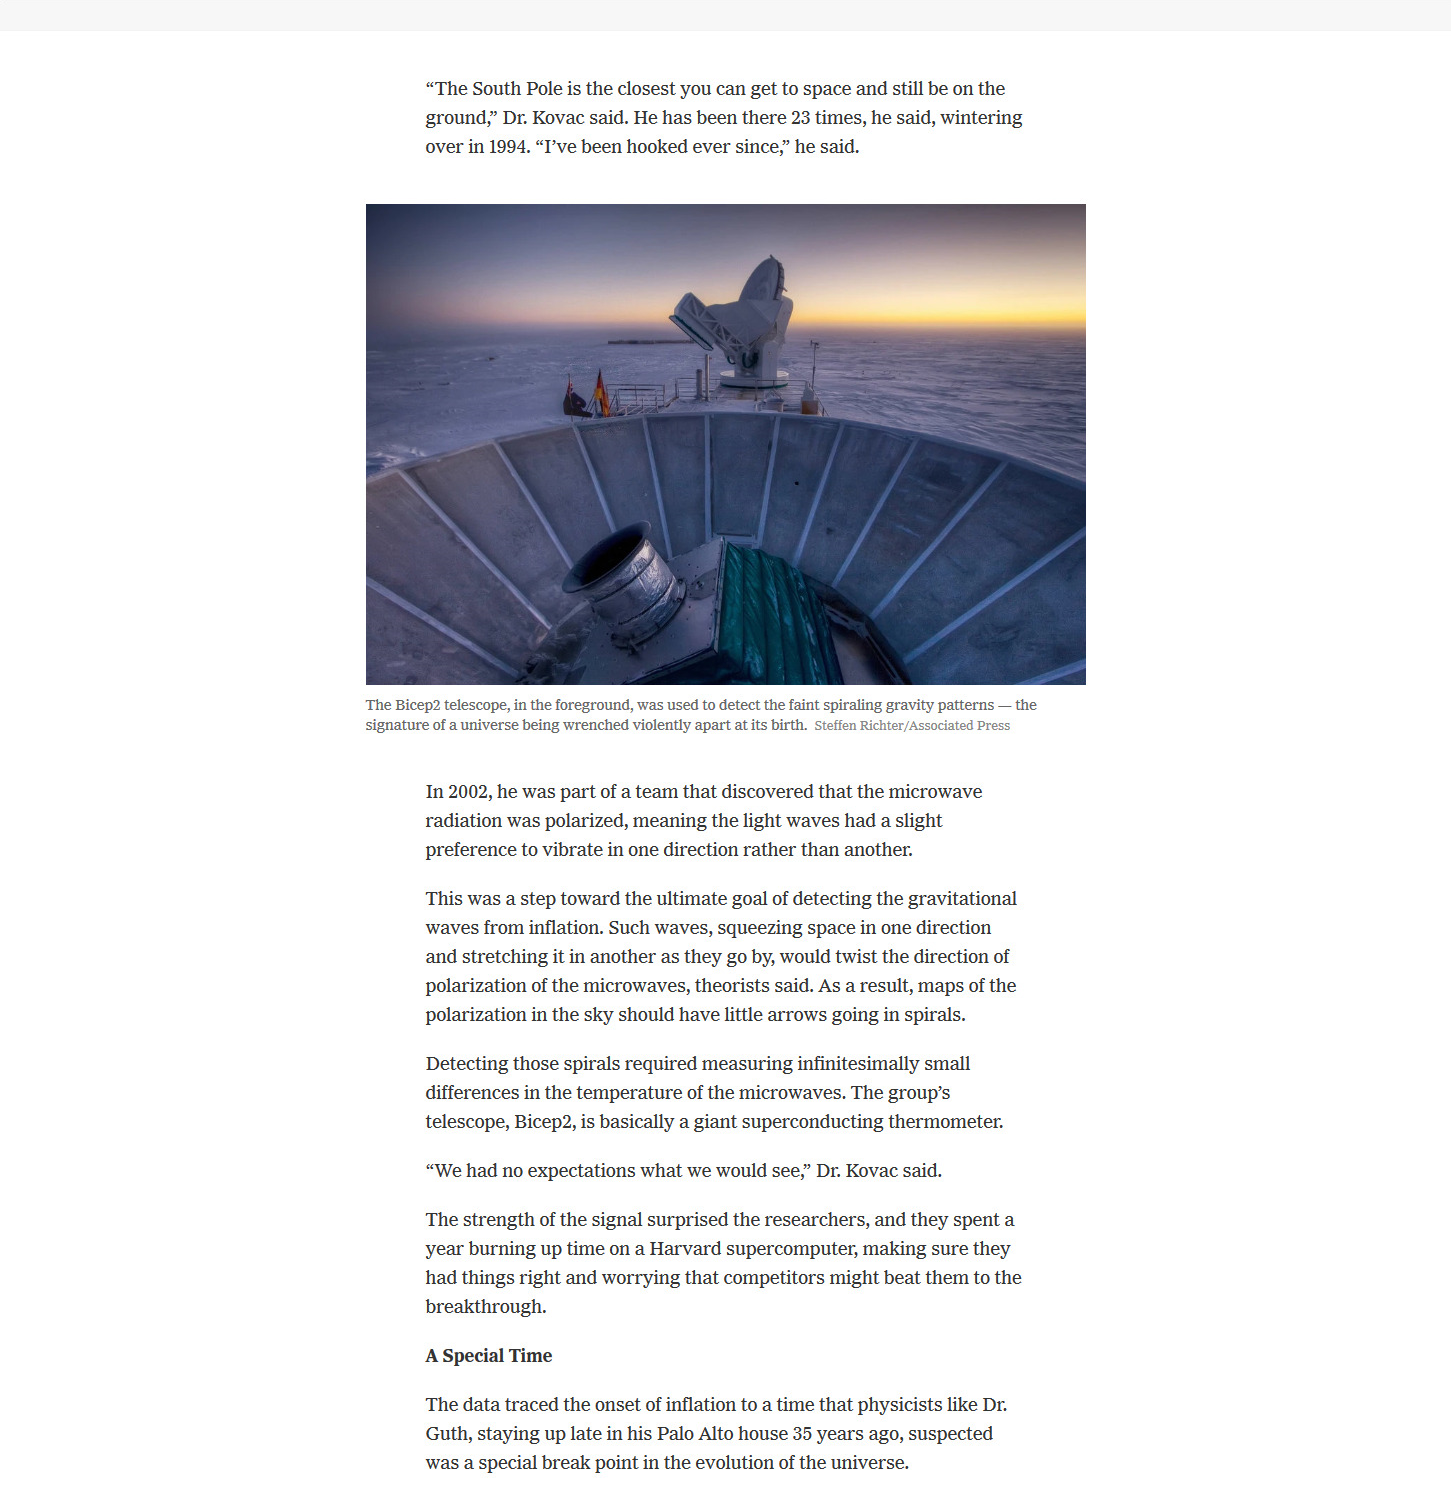 “The South Pole is the closest you can get to space and still be on the
ground,” Dr. Kovac said. He has been there 23 times, he said, wintering
over in 1994. “I’ve been hooked ever since,” he said.
The Bicep2 telescope, in the foreground, was used to detect the faint spiraling gravity patterns — the
signature of a universe being wrenched violently apart at its birth. Steffen Richter/Associated Press
In 2002, he was part of a team that discovered that the microwave
radiation was polarized, meaning the light waves had a slight
preference to vibrate in one direction rather than another.
This was a step toward the ultimate goal of detecting the gravitational
waves from inflation. Such waves, squeezing space in one direction
and stretching it in another as they go by, would twist the direction of
polarization of the microwaves, theorists said. As a result, maps of the
polarization in the sky should have little arrows going in spirals.
Detecting those spirals required measuring infinitesimally small
differences in the temperature of the microwaves. The group’s
telescope, Bicep2, is basically a giant superconducting thermometer.
“We had no expectations what we would see,” Dr. Kovac said.
The strength of the signal surprised the researchers, and they spent a
year burning up time on a Harvard supercomputer, making sure they
had things right and worrying that competitors might beat them to the
breakthrough.
A Special Time
The data traced the onset of inflation to a time that physicists like Dr.
Guth, staying up late in his Palo Alto house 35 years ago, suspected
was a special break point in the evolution of the universe.